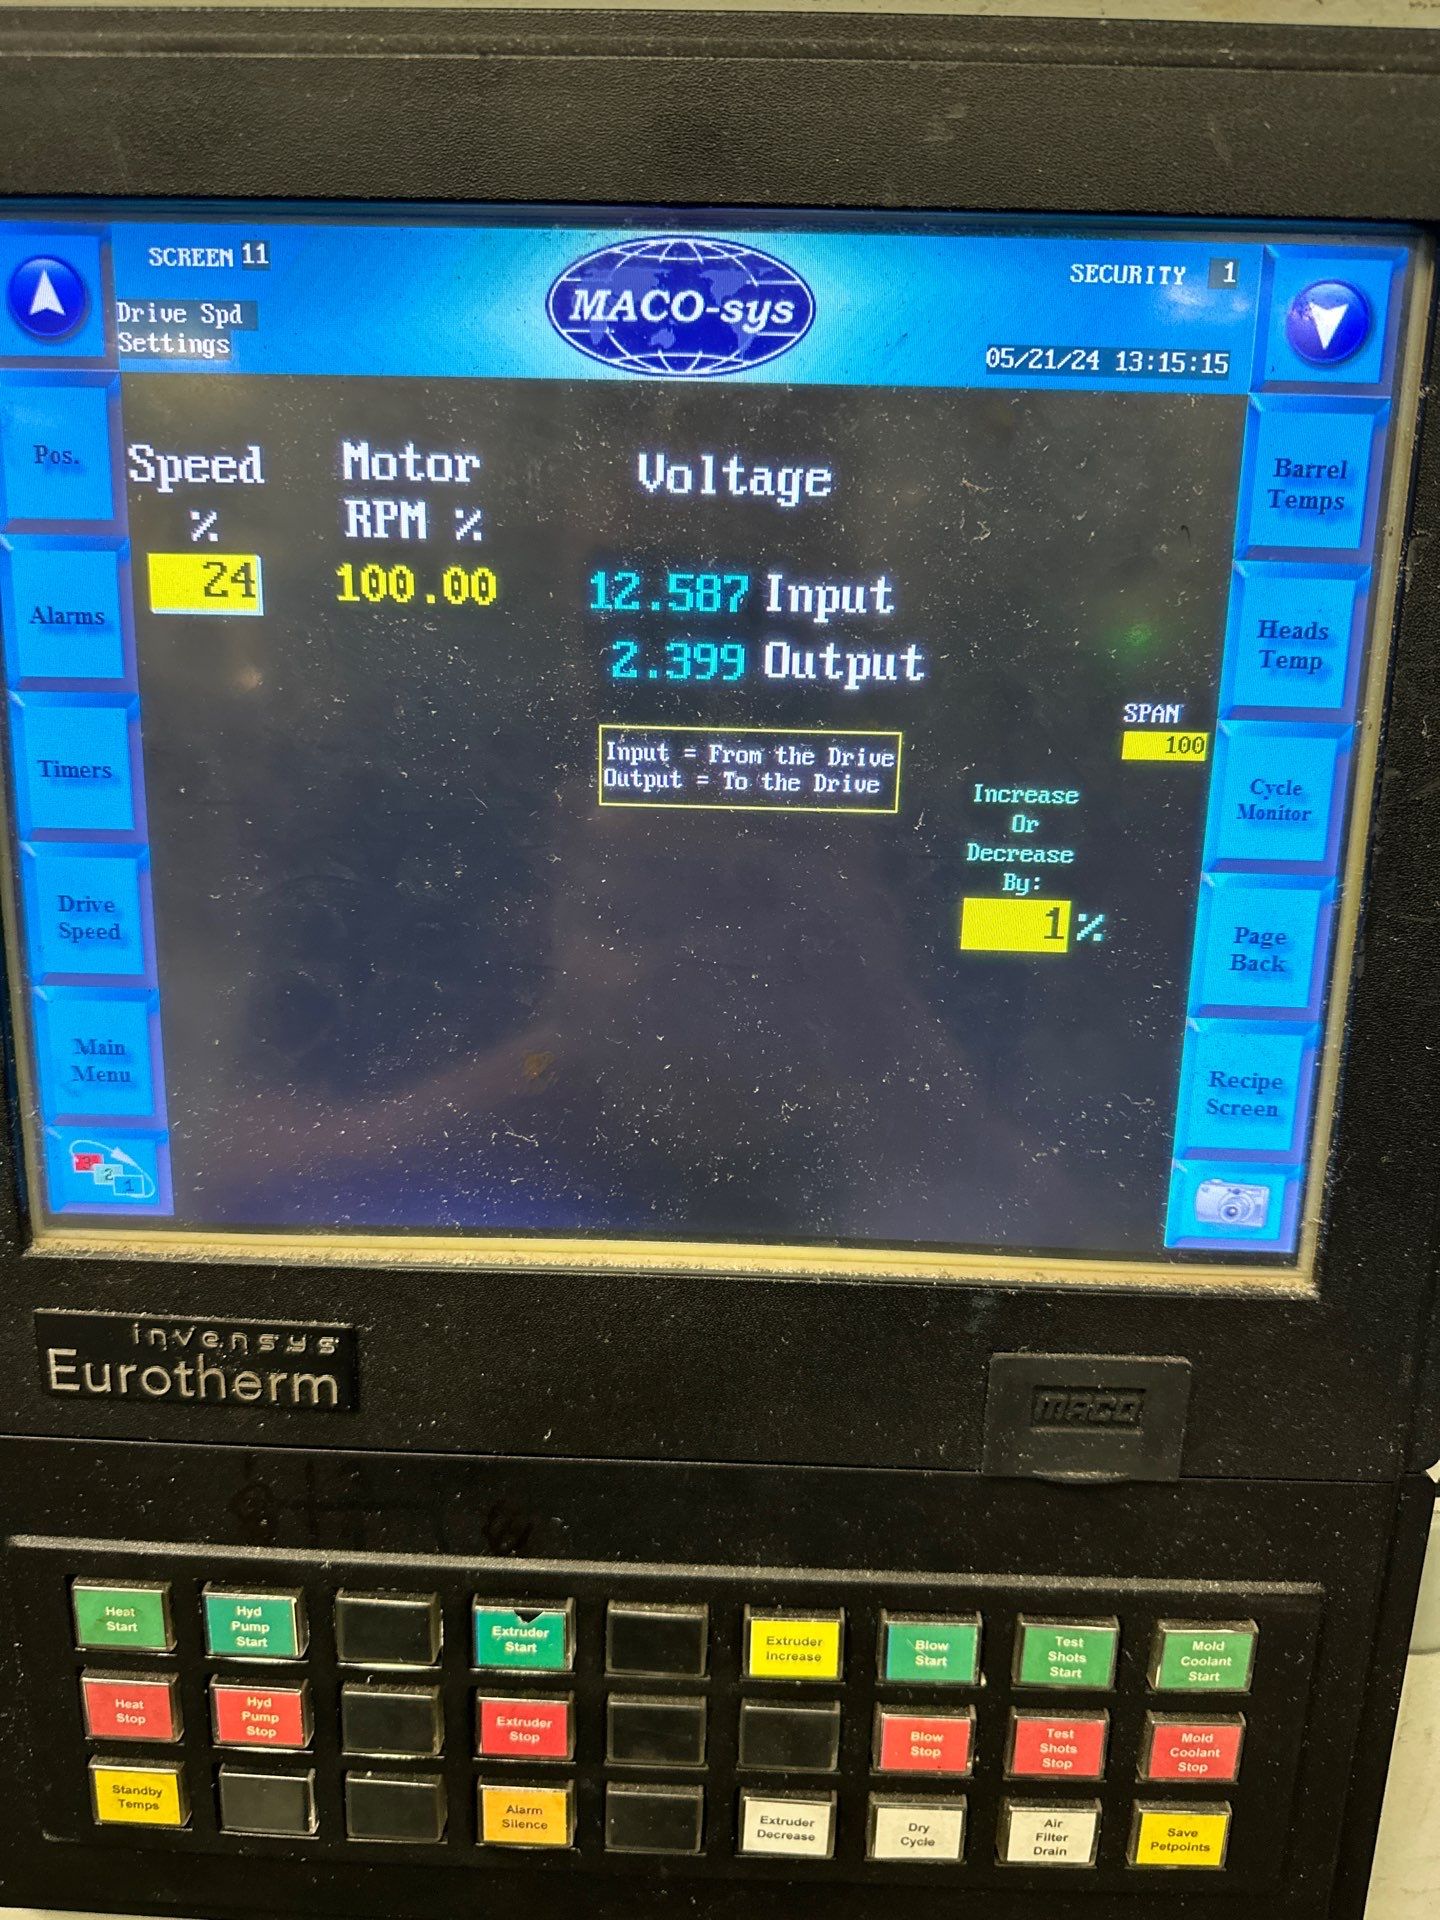 SCREEN 11
Drive Spd
Settings
MACO-sys
SECURITY 1
05/21/24 13:15:15
Pos.
Alarms
Timers
Drive
Speed
Main
Menu
3
2
1
Speed
%
24
Motor
RPM %
100.00
Voltage
12.587 Input
2.399 Output
Input = From the Drive
Output = To the Drive
SPAN
100
Increase
Or
Decrease
By:
1 %
Barrel
Temps
Heads
Temp
Cycle
Monitor
Page
Back
Recipe
Screen
invensys
Eurotherm
MACO
Heat
Start
Hyd
Pump
Start
Extruder
Start
Extruder
Increase
Blow
Start
Test
Shots
Start
Mold
Coolant
Start
Heat
Stop
Hyd
Pump
Stop
Extruder
Stop
Blow
Stop
Test
Shots
Stop
Mold
Coolant
Stop
Standby
Temps
Alarm
Silence
Extruder
Decrease
Dry
Cycle
Air
Filter
Drain
Save
Petpoints